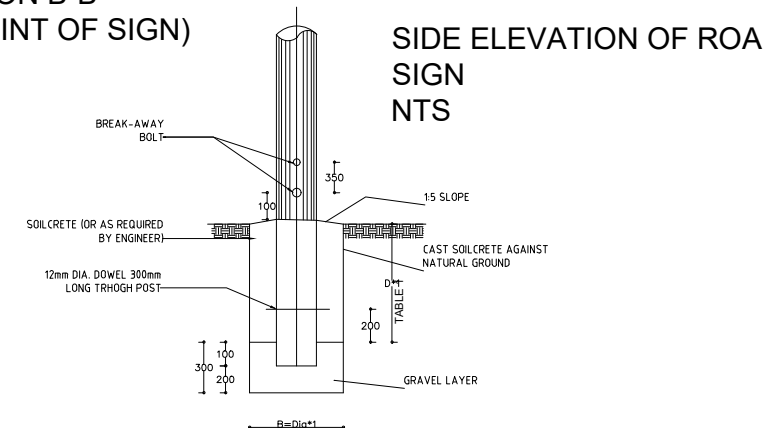 ON B-B
INT OF SIGN)
SIDE ELEVATION OF ROA
SIGN
NTS
BREAK-AWAY
BOLT
350
100
1:5 SLOPE
SOILCRETE (OR AS REQUIRED
BY ENGINEER)
CAST SOILCRETE AGAINST
NATURAL GROUND
12mm DIA. DOWEL 300mm
LONG TRHOGH POST
TABLE 1
200
300
100
200
GRAVEL LAYER
B=Dia*1